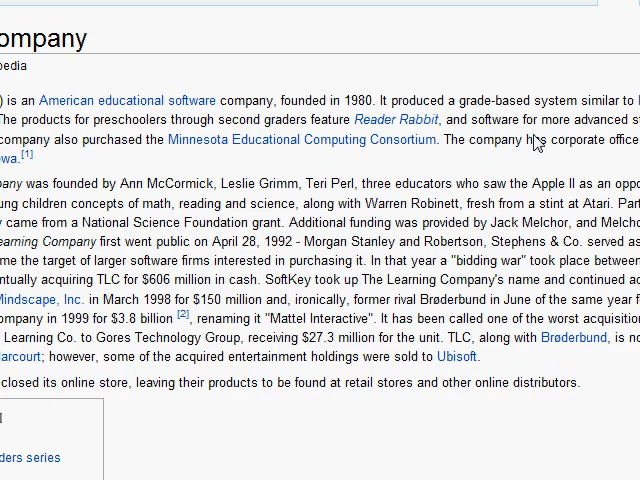 ompany
pedia
) is an American educational software company, founded in 1980. It produced a grade-based system similar to
The products for preschoolers through second graders feature Reader Rabbit, and software for more advanced st
company also purchased the Minnesota Educational Computing Consortium. The company has corporate office
owa.[1]
pany was founded by Ann McCormick, Leslie Grimm, Teri Perl, three educators who saw the Apple II as an oppo
ung children concepts of math, reading and science, along with Warren Robinett, fresh from a stint at Atari. Part
y came from a National Science Foundation grant. Additional funding was provided by Jack Melchor, and Melcho
earning Company first went public on April 28, 1992 - Morgan Stanley and Robertson, Stephens & Co. served as
me the target of larger software firms interested in purchasing it. In that year a "bidding war" took place between
ntually acquiring TLC for $606 million in cash. SoftKey took up The Learning Company's name and continued ac
Mindscape, Inc. in March 1998 for $150 million and, ironically, former rival Brøderbund in June of the same year f
ompany in 1999 for $3.8 billion [2], renaming it "Mattel Interactive". It has been called one of the worst acquisition
Learning Co. to Gores Technology Group, receiving $27.3 million for the unit. TLC, along with Brøderbund, is no
Harcourt; however, some of the acquired entertainment holdings were sold to Ubisoft.
closed its online store, leaving their products to be found at retail stores and other online distributors.
ders series